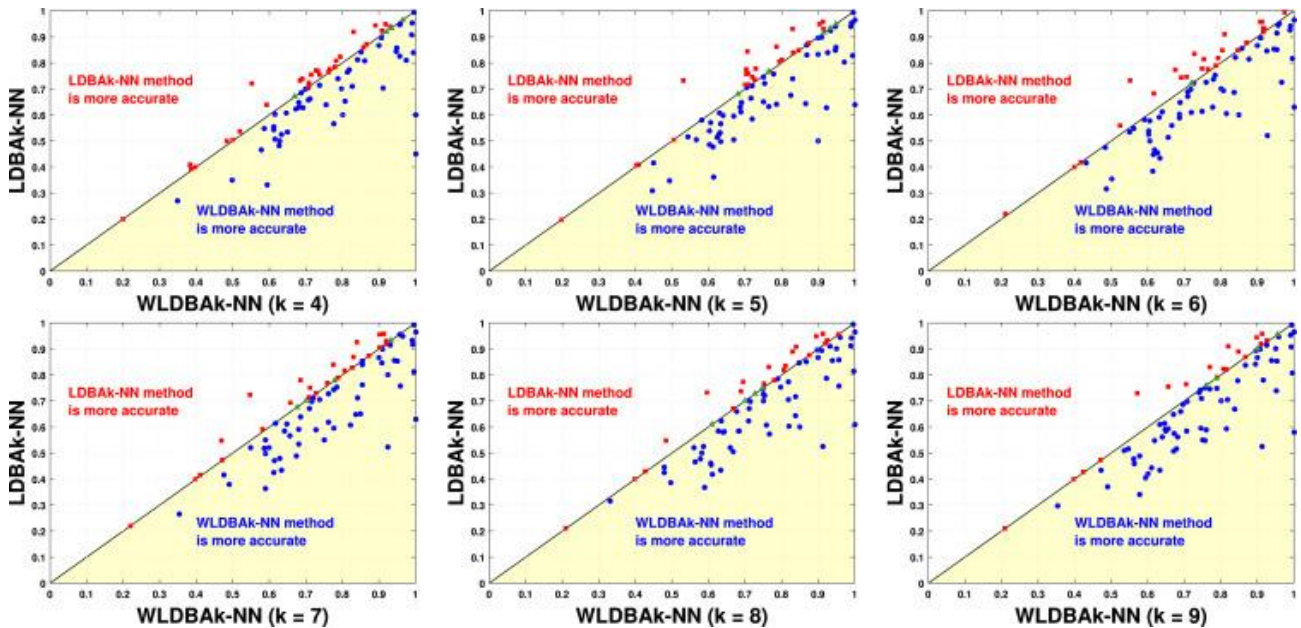 LDBAk-NN
1
0.9
0.8
0.7
0.6
0.5
0.4
0.3
0.2
0.1
0
LDBAk-NN method
is more accurate
WLDBAk-NN method
is more accurate
0 0.1 0.2 0.3 0.4 0.5 0.6 0.7 0.8 0.9 1
WLDBAk-NN (k = 4)
LDBAk-NN
1
0.9
0.8
0.7
0.6
0.5
0.4
0.3
0.2
0.1
0
LDBAk-NN method
is more accurate
WLDBAk-NN method
is more accurate
0 0.1 0.2 0.3 0.4 0.5 0.6 0.7 0.8 0.9 1
WLDBAk-NN (k = 5)
LDBAk-NN
1
0.9
0.8
0.7
0.6
0.5
0.4
0.3
0.2
0.1
0
LDBAk-NN method
is more accurate
WLDBAk-NN method
is more accurate
0 0.1 0.2 0.3 0.4 0.5 0.6 0.7 0.8 0.9 1
WLDBAk-NN (k = 6)
LDBAk-NN
1
0.9
0.8
0.7
0.6
0.5
0.4
0.3
0.2
0.1
0
LDBAk-NN method
is more accurate
WLDBAk-NN method
is more accurate
0 0.1 0.2 0.3 0.4 0.5 0.6 0.7 0.8 0.9 1
WLDBAk-NN (k = 7)
LDBAk-NN
1
0.9
0.8
0.7
0.6
0.5
0.4
0.3
0.2
0.1
0
LDBAk-NN method
is more accurate
WLDBAk-NN method
is more accurate
0 0.1 0.2 0.3 0.4 0.5 0.6 0.7 0.8 0.9 1
WLDBAk-NN (k = 8)
LDBAk-NN
1
0.9
0.8
0.7
0.6
0.5
0.4
0.3
0.2
0.1
0
LDBAk-NN method
is more accurate
WLDBAk-NN method
is more accurate
0 0.1 0.2 0.3 0.4 0.5 0.6 0.7 0.8 0.9 1
WLDBAk-NN (k = 9)